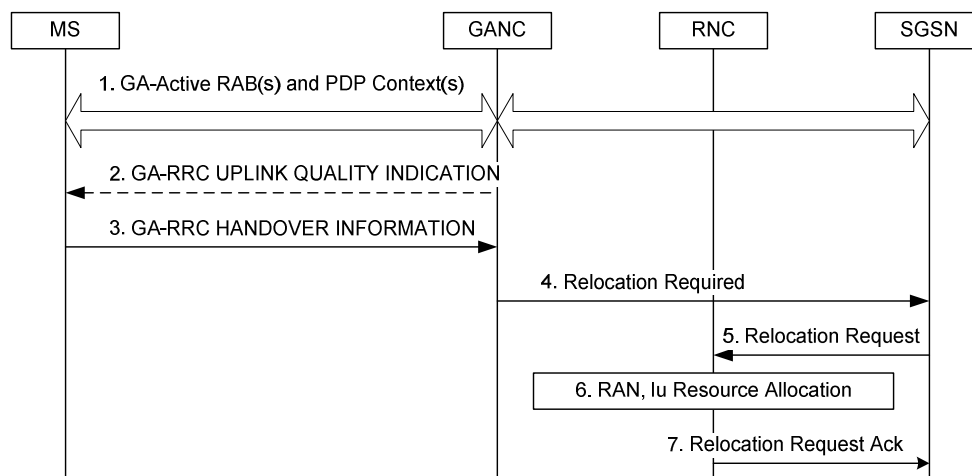 MS
GANC
RNC
SGSN
1. GA-Active RAB(s) and PDP Context(s)
2. GA-RRC UPLINK QUALITY INDICATION
3. GA-RRC HANDOVER INFORMATION
4. Relocation Required
5. Relocation Request
6. RAN, Iu Resource Allocation
7. Relocation Request Ack